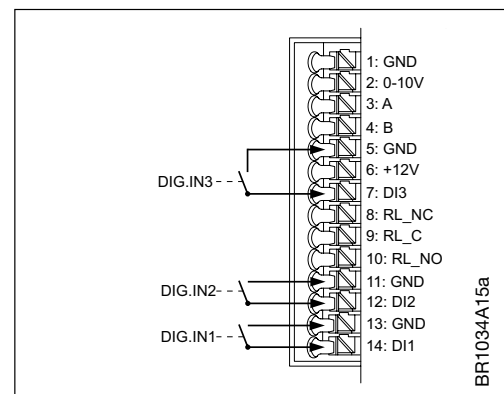 1: GND
2: 0-10V
3: A
4: B
5: GND
6: +12V
DIG.IN3
7: DI3
8: RL_NC
9: RL_C
10: RL_NO
11: GND
DIG.IN2
12: DI2
13: GND
DIG.IN1
14: DI1
BR1034A15a